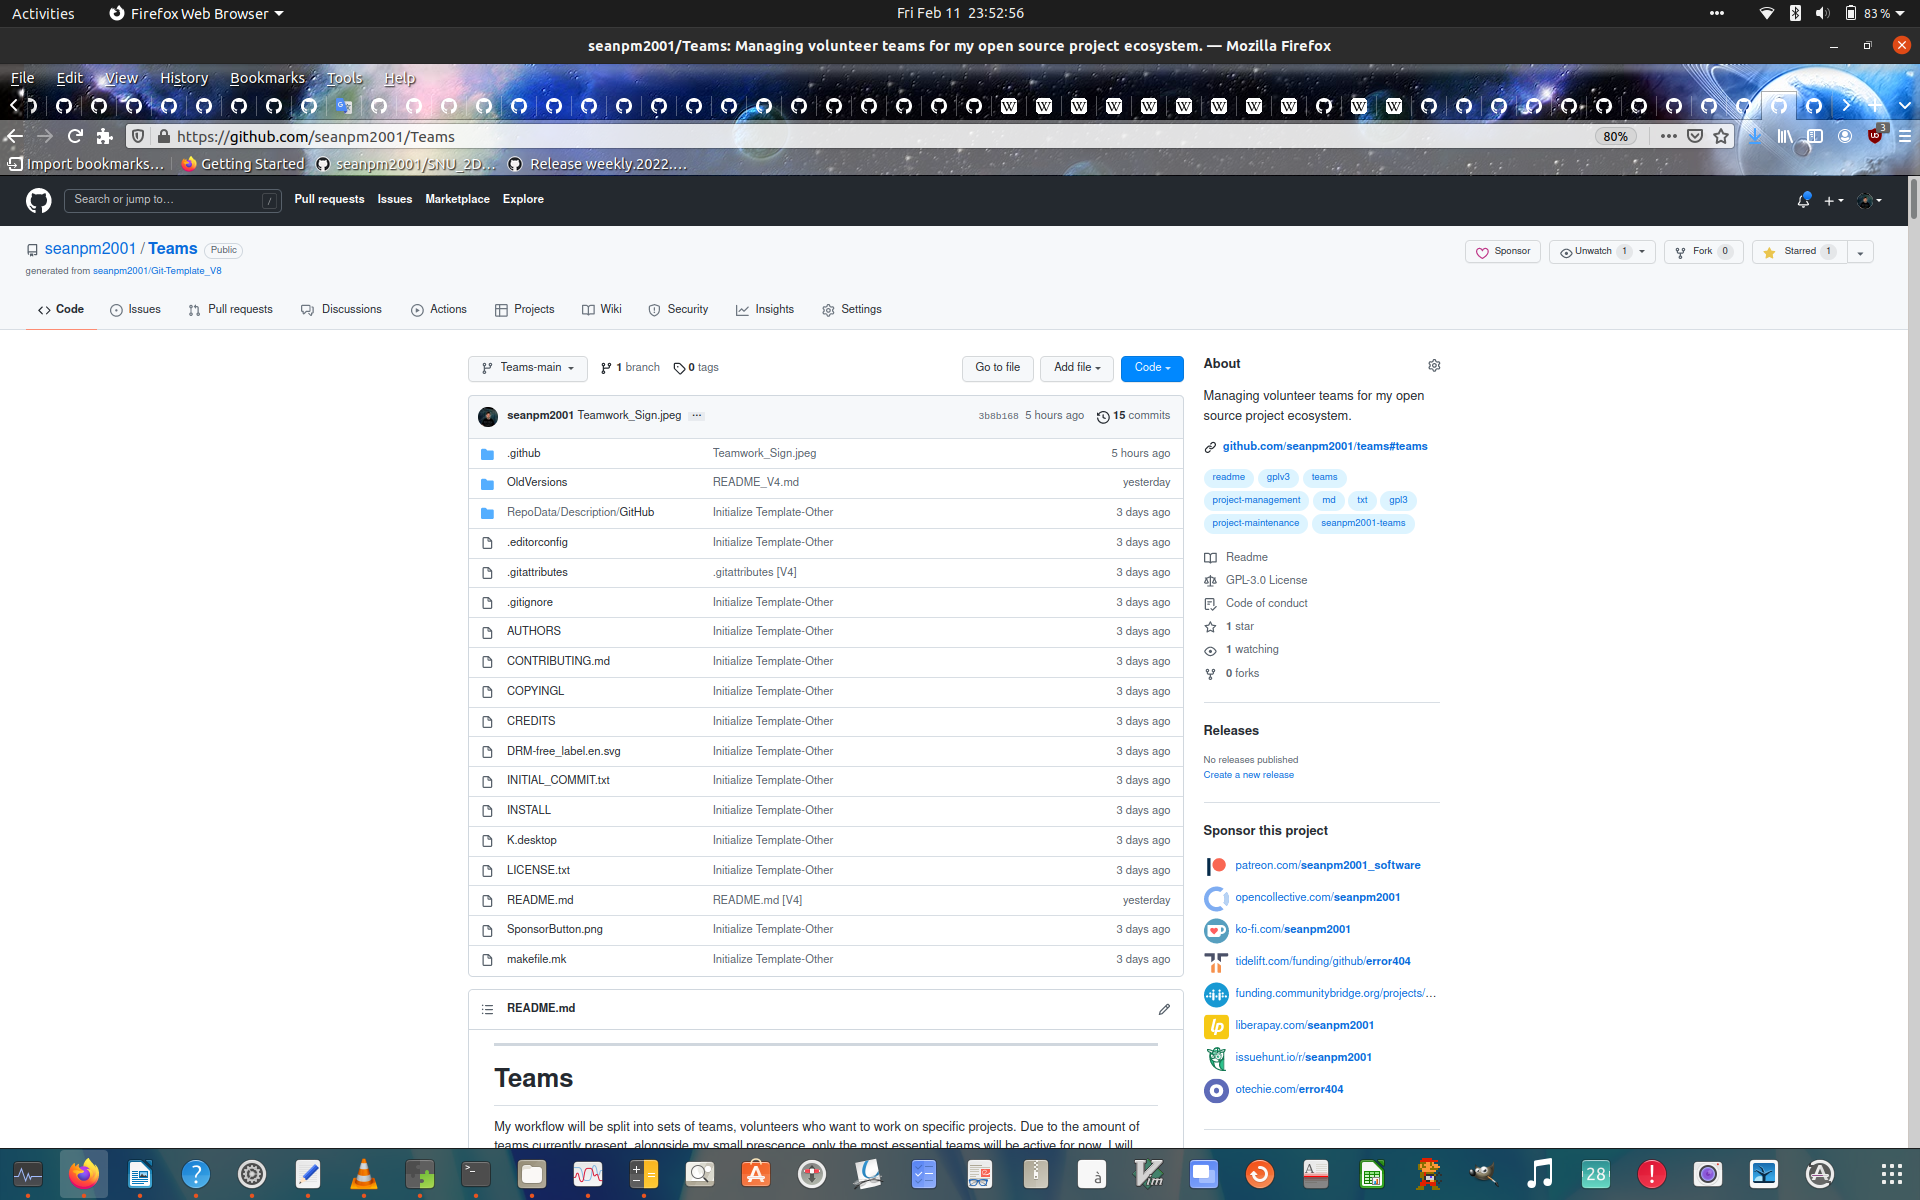 Activities
Firefox Web Browser
Fri Feb 11 23:52:56
83 %
seanpm2001/Teams: Managing volunteer teams for my open source project ecosystem. — Mozilla Firefox
File Edit View History Bookmarks Tools Help
https://github.com/seanpm2001/Teams
80%
3
Import bookmarks...
Getting Started
seanpm2001/SNU_2D...
Release weekly.2022....
Search or jump to...
/
Pull requests Issues Marketplace Explore
seanpm2001 / Teams Public
generated from seanpm2001/Git-Template_V8
Sponsor
Unwatch 1
Fork 0
Starred 1
Code Issues Pull requests Discussions Actions Projects Wiki Security Insights Settings
Teams-main
1 branch
0 tags
Go to file
Add file
Code
seanpm2001 Teamwork_Sign.jpeg ...
3b8b168 5 hours ago
15 commits
.github Teamwork_Sign.jpeg 5 hours ago
OldVersions README_V4.md yesterday
RepoData/Description/GitHub Initialize Template-Other 3 days ago
.editorconfig Initialize Template-Other 3 days ago
.gitattributes .gitattributes [V4] 3 days ago
.gitignore Initialize Template-Other 3 days ago
AUTHORS Initialize Template-Other 3 days ago
CONTRIBUTING.md Initialize Template-Other 3 days ago
COPYINGL Initialize Template-Other 3 days ago
CREDITS Initialize Template-Other 3 days ago
DRM-free_label.en.svg Initialize Template-Other 3 days ago
INITIAL_COMMIT.txt Initialize Template-Other 3 days ago
INSTALL Initialize Template-Other 3 days ago
K.desktop Initialize Template-Other 3 days ago
LICENSE.txt Initialize Template-Other 3 days ago
README.md README.md [V4] yesterday
SponsorButton.png Initialize Template-Other 3 days ago
makefile.mk Initialize Template-Other 3 days ago
README.md
Teams
My workflow will be split into sets of teams, volunteers who want to work on specific projects. Due to the amount of
teams currently present, alongside my small prescence, only the most essential teams will be active for now. I will
About
Managing volunteer teams for my open
source project ecosystem.
github.com/seanpm2001/teams#teams
readme gplv3 teams
project-management md txt gpl3
project-maintenance seanpm2001-teams
Readme
GPL-3.0 License
Code of conduct
1 star
1 watching
0 forks
Releases
No releases published
Create a new release
Sponsor this project
patreon.com/seanpm2001_software
opencollective.com/seanpm2001
ko-fi.com/seanpm2001
tidelift.com/funding/github/error404
funding.communitybridge.org/projects/...
lp
liberapay.com/seanpm2001
issuehunt.io/r/seanpm2001
otechie.com/error404
à
Vim
28